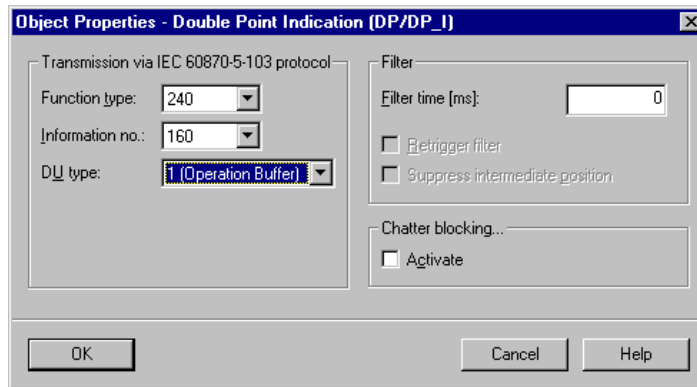 Object Properties - Double Point Indication (DP/DP_I)
Transmission via IEC 60870-5-103 protocol
Function type: 240
Information no.: 160
DU type: 1 (Operation Buffer)
Filter
Filter time [ms]: 0
Retrigger filter
Suppress intermediate position
Chatter blocking...
Activate
OK
Cancel
Help